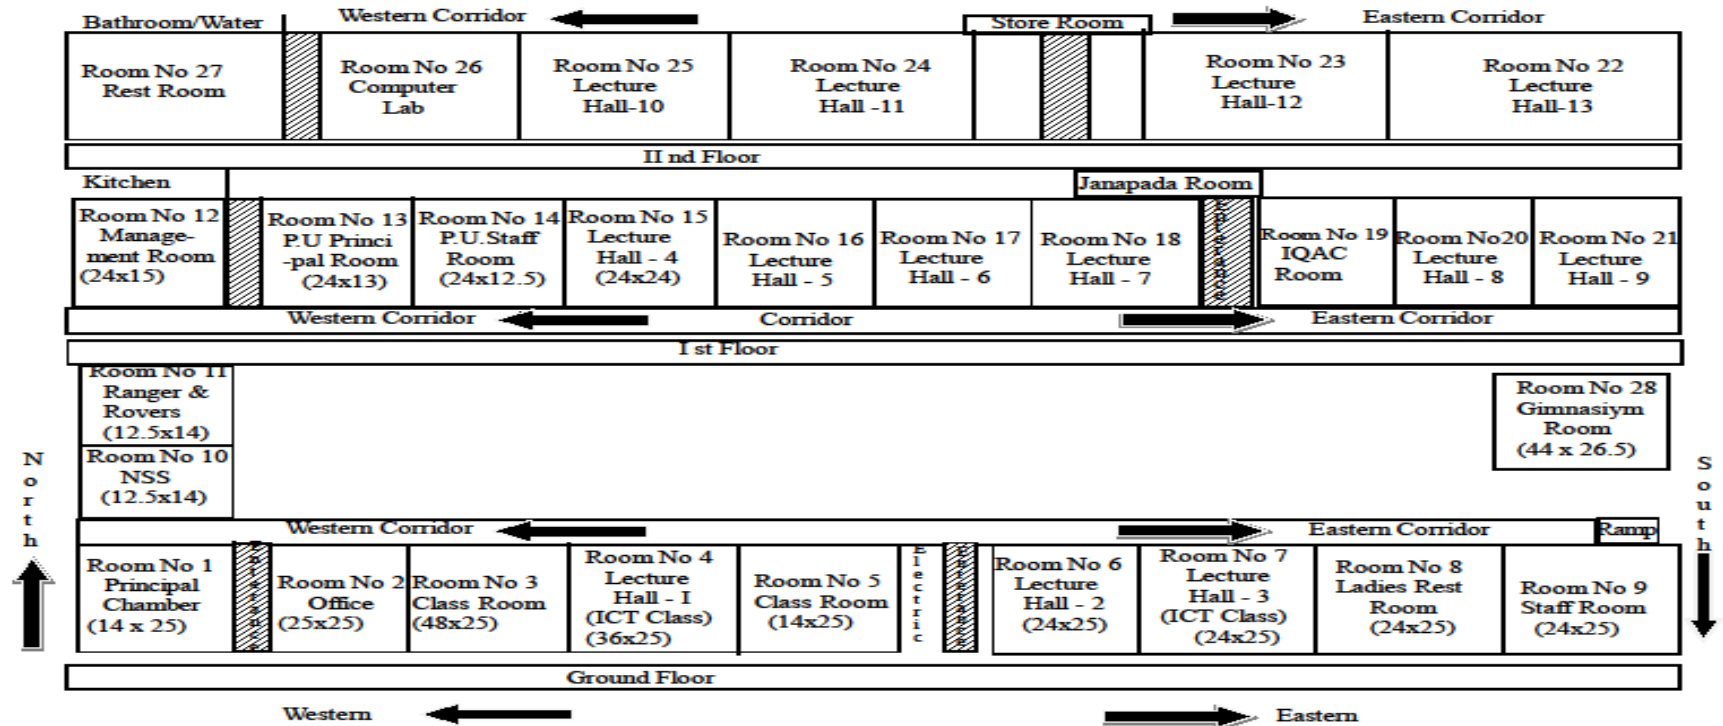 Bathroom/Water
Western Corridor
Store Room
Eastern Corridor
Room No 27
Rest Room
Room No 26
Computer
Lab
Room No 25
Lecture
Hall-10
Room No 24
Lecture
Hall -11
Room No 23
Lecture
Hall-12
Room No 22
Lecture
Hall-13
II nd Floor
Kitchen
Janapada Room
Room No 12
Manage-
ment Room
(24x15)
Room No 13
P.U Princi
-pal Room
(24x13)
Room No 14
P.U.Staff
Room
(24x12.5)
Room No 15
Lecture
Hall - 4
(24x24)
Room No 16
Lecture
Hall - 5
Room No 17
Lecture
Hall - 6
Room No 18
Lecture
Hall - 7
Room No 19
IQAC
Room
Room No20
Lecture
Hall - 8
Room No 21
Lecture
Hall - 9
Western Corridor
Corridor
Eastern Corridor
I st Floor
Room No 11
Ranger &
Rovers
(12.5x14)
Room No 10
NSS
(12.5x14)
Room No 28
Gimnasiym
Room
(44 x 26.5)
North
South
Western Corridor
Eastern Corridor
Ramp
Room No 1
Principal
Chamber
(14 x 25)
Room No 2
Office
(25x25)
Room No 3
Class Room
(48x25)
Room No 4
Lecture
Hall - I
(ICT Class)
(36x25)
Room No 5
Class Room
(14x25)
Electric
Room No 6
Lecture
Hall - 2
(24x25)
Room No 7
Lecture
Hall - 3
(ICT Class)
(24x25)
Room No 8
Ladies Rest
Room
(24x25)
Room No 9
Staff Room
(24x25)
Ground Floor
Western
Eastern